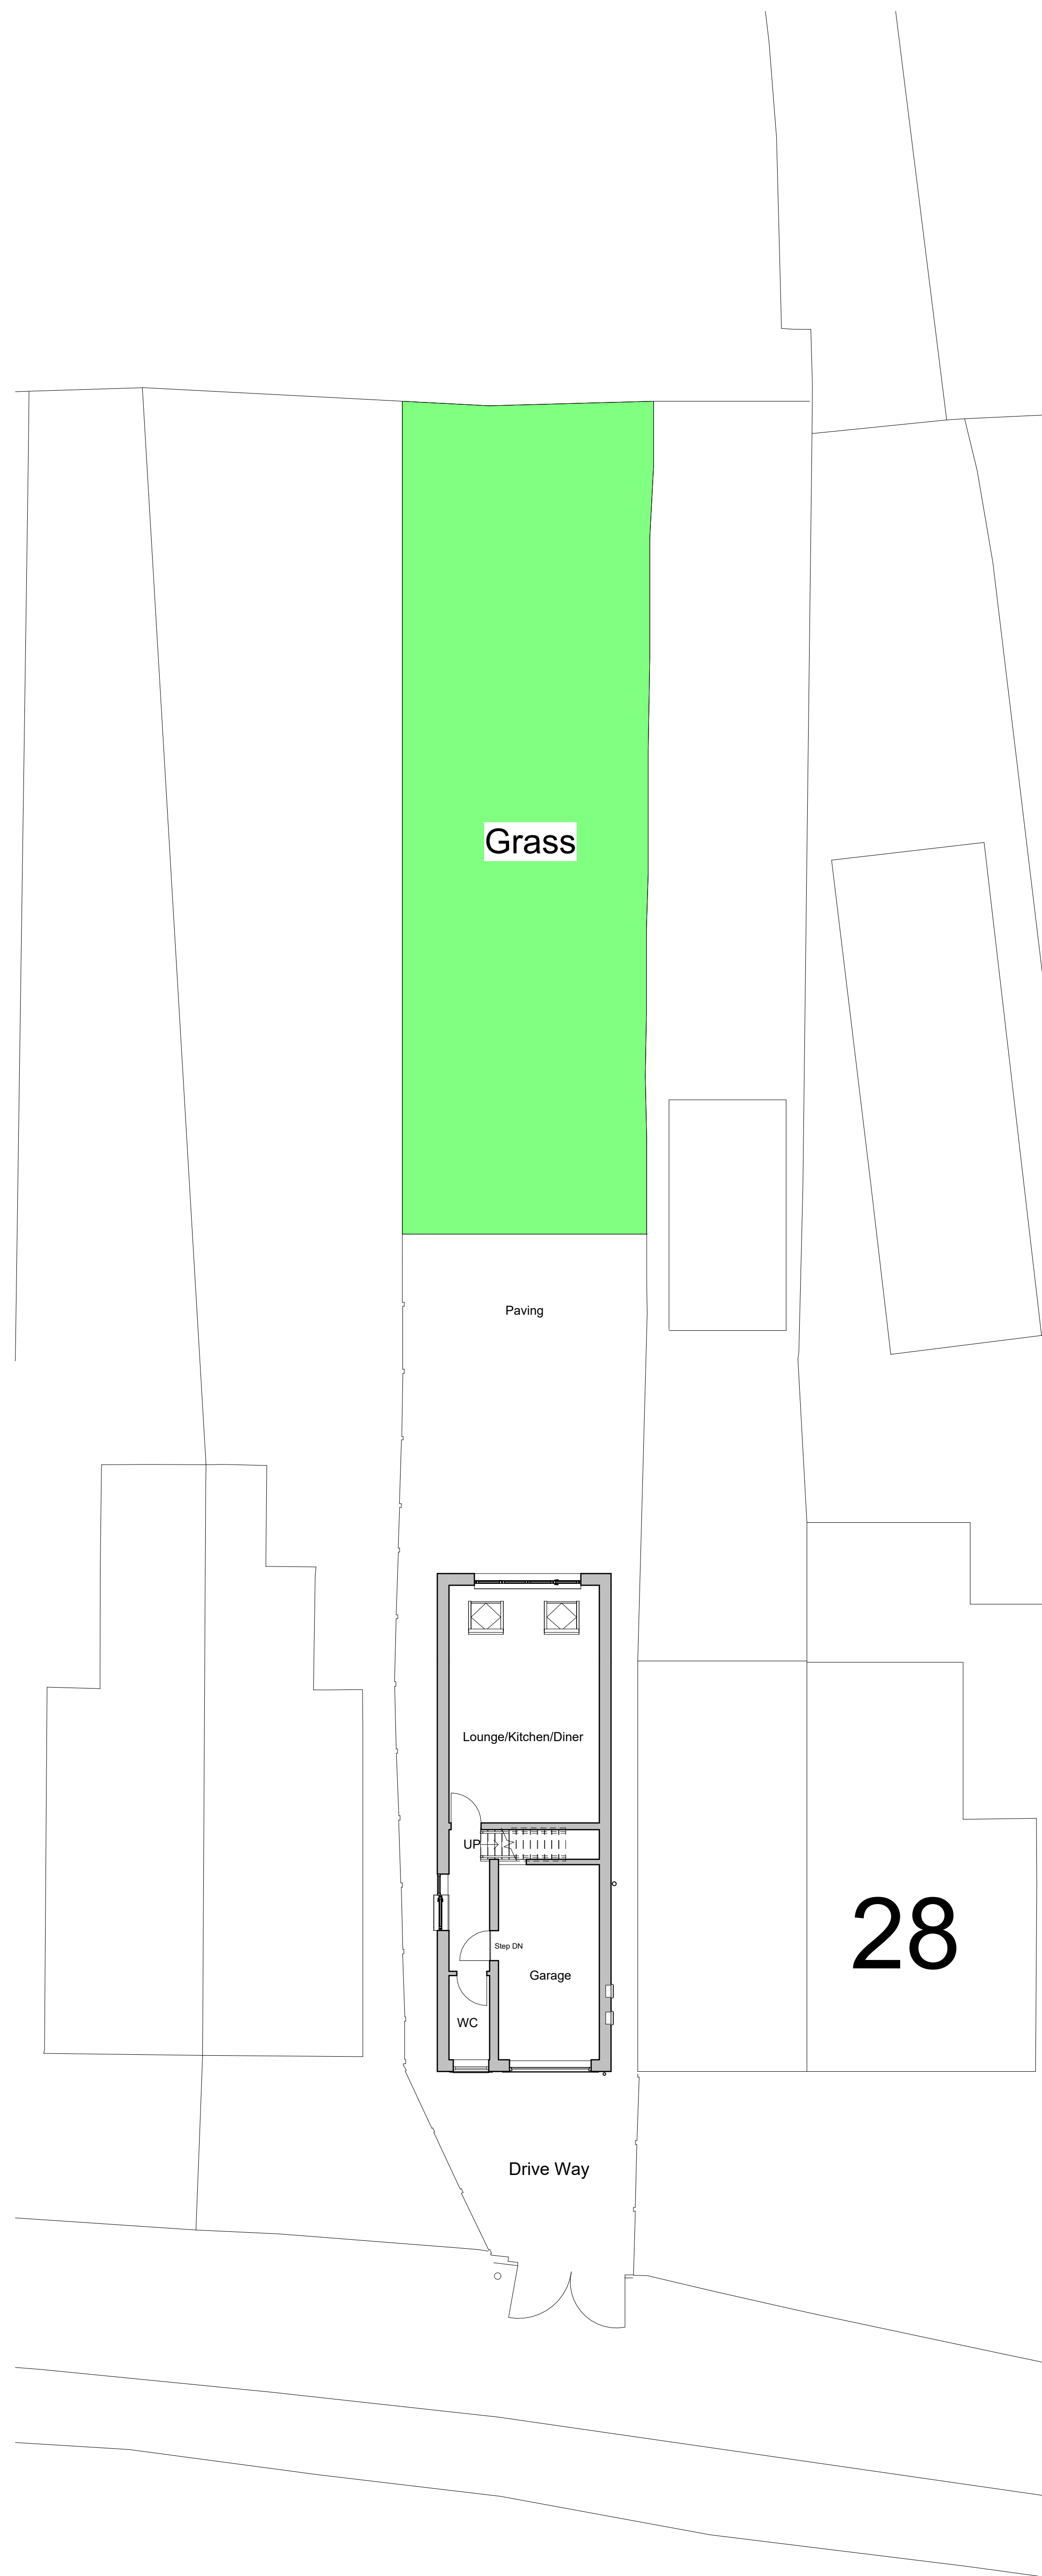 Grass
Paving
Lounge/Kitchen/Diner
UP
28
Step DN
Garage
WC
Drive Way